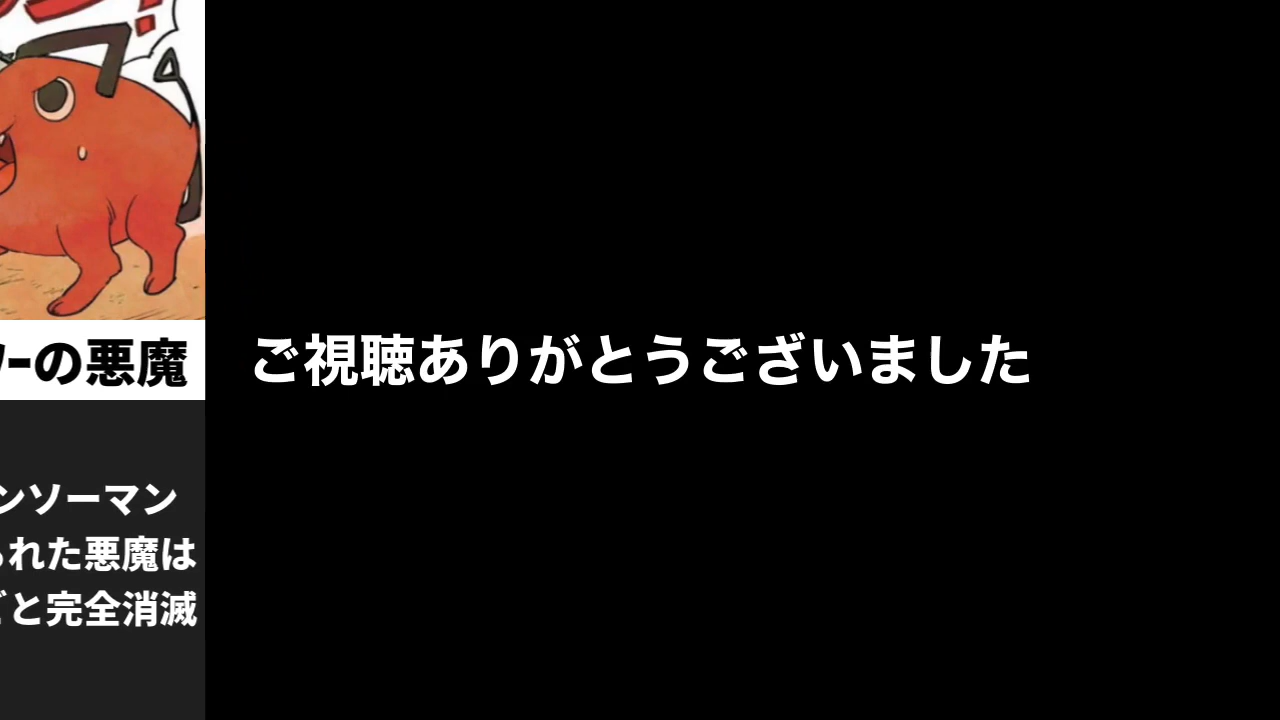 ーの悪魔
ンソーマン
れた悪魔は
ごと完全消滅
ご視聴ありがとうございました